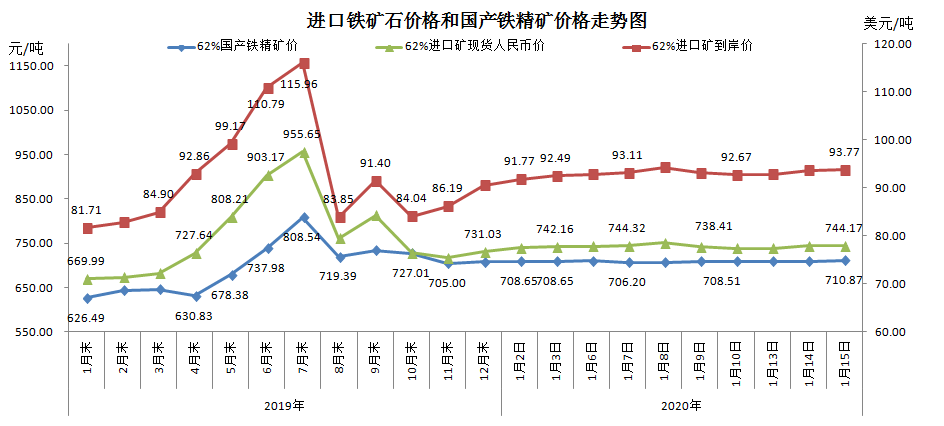 进口铁矿石价格和国产铁精矿价格走势图
元/吨
美元/吨
62%国产铁精矿价 62%进口矿现货人民币价 62%进口矿到岸价
1150.00
1050.00
950.00
850.00
750.00
650.00
550.00
120.00
110.00
100.00
90.00
80.00
70.00
60.00
81.71
84.90
92.86
99.17
110.79
115.96
83.85
91.40
84.04
86.19
91.77
92.49
93.11
92.67
93.77
669.99
727.64
808.21
903.17
955.65
731.03
742.16
744.32
738.41
744.17
626.49
630.83
678.38
737.98
808.54
719.39
727.01
705.00
708.65
708.65
706.20
708.51
710.87
1月末
2月末
3月末
4月末
5月末
6月末
7月末
8月末
9月末
10月末
11月末
12月末
1月2日
1月3日
1月6日
1月7日
1月8日
1月9日
1月10日
1月13日
1月14日
1月15日
2019年
2020年